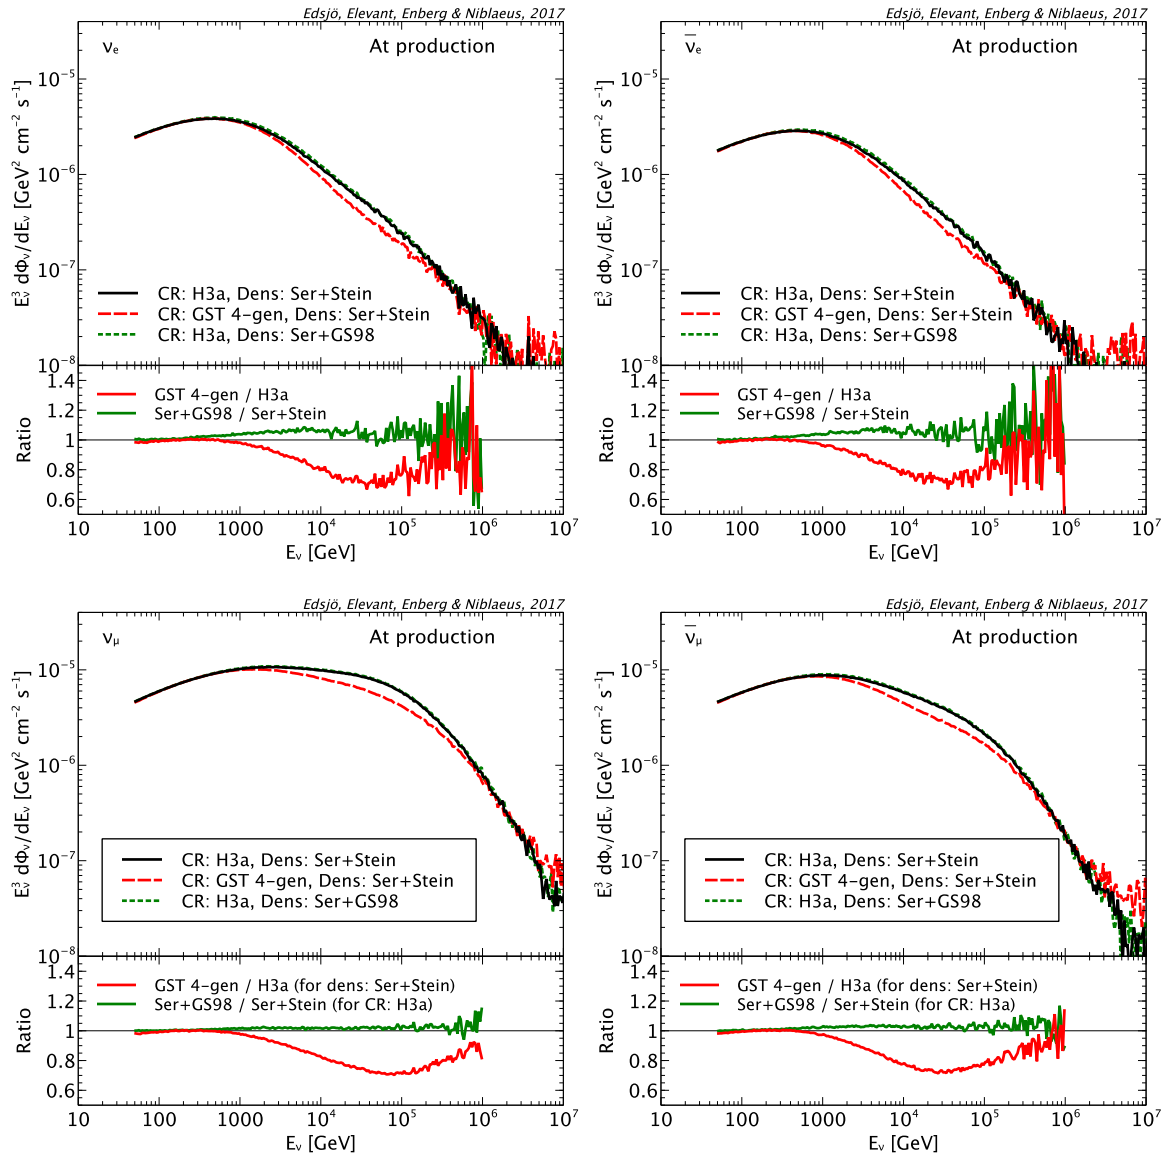 Edsjö, Elevant, Enberg & Niblaeus, 2017
νe
At production
E³ν dΦν/dEν [GeV² cm⁻² s⁻¹]
10⁻⁵
10⁻⁶
10⁻⁷
10⁻⁸
CR: H3a, Dens: Ser+Stein
CR: GST 4-gen, Dens: Ser+Stein
CR: H3a, Dens: Ser+GS98
Ratio
1.4
1.2
1
0.8
0.6
GST 4-gen / H3a
Ser+GS98 / Ser+Stein
10 100 1000 10⁴ 10⁵ 10⁶ 10⁷
Eν [GeV]
Edsjö, Elevant, Enberg & Niblaeus, 2017
ν̅e
At production
E³ν dΦν/dEν [GeV² cm⁻² s⁻¹]
10⁻⁵
10⁻⁶
10⁻⁷
10⁻⁸
CR: H3a, Dens: Ser+Stein
CR: GST 4-gen, Dens: Ser+Stein
CR: H3a, Dens: Ser+GS98
Ratio
1.4
1.2
1
0.8
0.6
GST 4-gen / H3a
Ser+GS98 / Ser+Stein
10 100 1000 10⁴ 10⁵ 10⁶ 10⁷
Eν [GeV]
Edsjö, Elevant, Enberg & Niblaeus, 2017
νμ
At production
E³ν dΦν/dEν [GeV² cm⁻² s⁻¹]
10⁻⁵
10⁻⁶
10⁻⁷
10⁻⁸
CR: H3a, Dens: Ser+Stein
CR: GST 4-gen, Dens: Ser+Stein
CR: H3a, Dens: Ser+GS98
Ratio
1.4
1.2
1
0.8
0.6
GST 4-gen / H3a (for dens: Ser+Stein)
Ser+GS98 / Ser+Stein (for CR: H3a)
10 100 1000 10⁴ 10⁵ 10⁶ 10⁷
Eν [GeV]
Edsjö, Elevant, Enberg & Niblaeus, 2017
ν̅μ
At production
E³ν dΦν/dEν [GeV² cm⁻² s⁻¹]
10⁻⁵
10⁻⁶
10⁻⁷
10⁻⁸
CR: H3a, Dens: Ser+Stein
CR: GST 4-gen, Dens: Ser+Stein
CR: H3a, Dens: Ser+GS98
Ratio
1.4
1.2
1
0.8
0.6
GST 4-gen / H3a (for dens: Ser+Stein)
Ser+GS98 / Ser+Stein (for CR: H3a)
10 100 1000 10⁴ 10⁵ 10⁶ 10⁷
Eν [GeV]